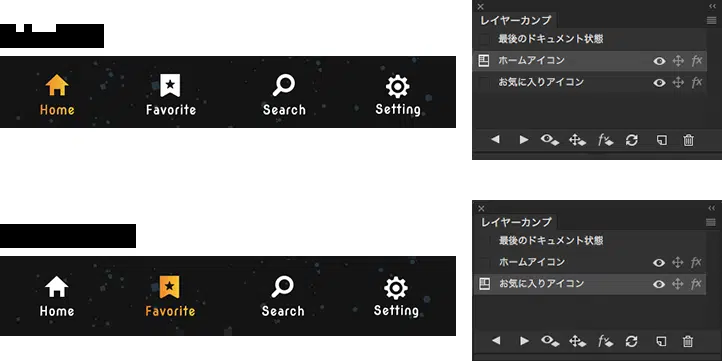 レイヤーカンプ
最後のドキュメント状態
ホームアイコン fx
お気に入りアイコン fx
Home Favorite Search Setting
レイヤーカンプ
最後のドキュメント状態
ホームアイコン fx
お気に入りアイコン fx
Home Favorite Search Setting